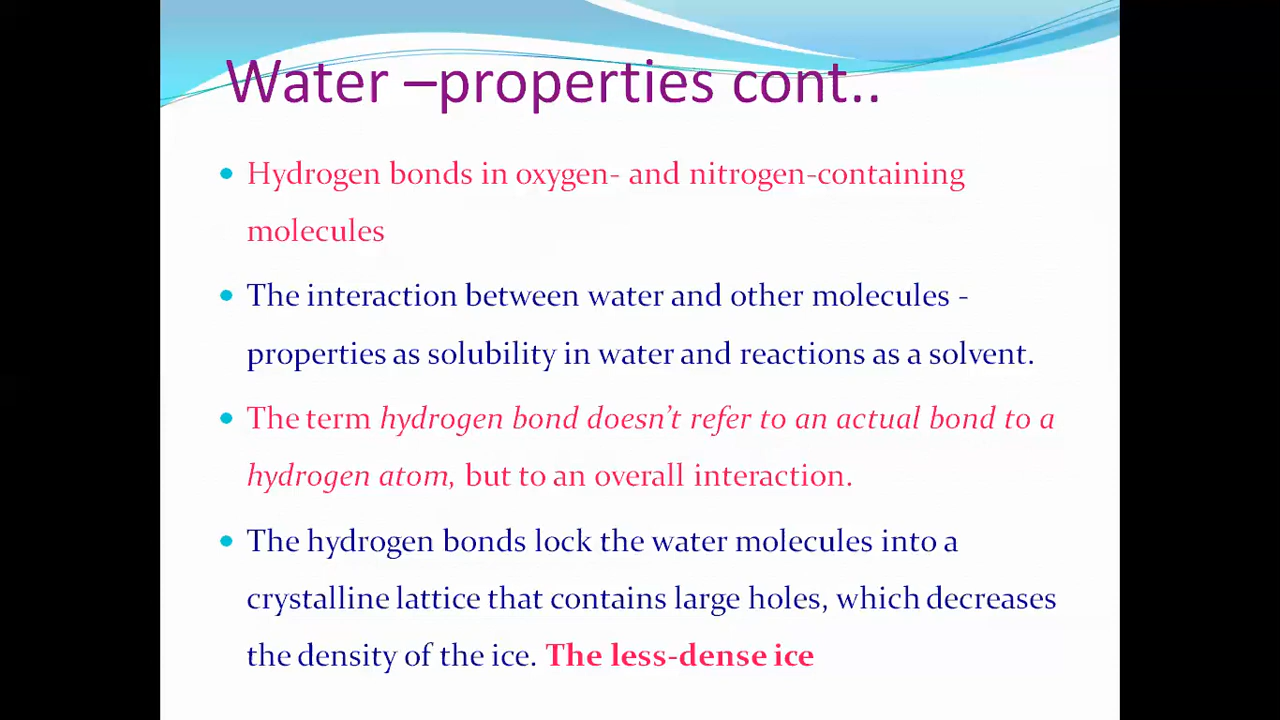 Water –properties cont..
Hydrogen bonds in oxygen- and nitrogen-containing
molecules
The interaction between water and other molecules -
properties as solubility in water and reactions as a solvent.
The term hydrogen bond doesn’t refer to an actual bond to a
hydrogen atom, but to an overall interaction.
The hydrogen bonds lock the water molecules into a
crystalline lattice that contains large holes, which decreases
the density of the ice. The less-dense ice